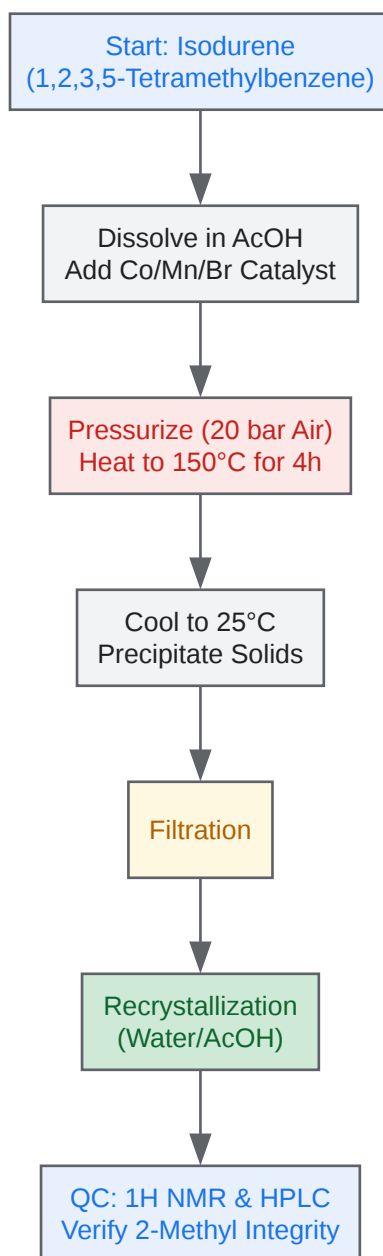 Start: Isodurene
(1,2,3,5-Tetramethylbenzene)
Dissolve in AcOH
Add Co/Mn/Br Catalyst
Pressurize (20 bar Air)
Heat to 150°C for 4h
Cool to 25°C
Precipitate Solids
Filtration
Recrystallization
(Water/AcOH)
QC: 1H NMR & HPLC
Verify 2-Methyl Integrity